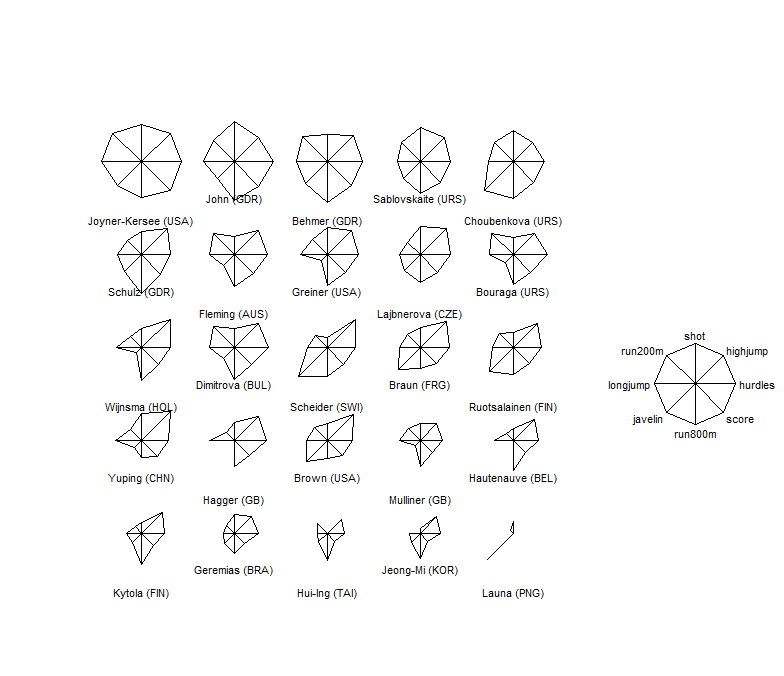 John (GDR)
Sablovskaite (URS)
Joyner-Kersee (USA)
Behmer (GDR)
Choubenkova (URS)
Schulz (GDR)
Greiner (USA)
Bouraga (URS)
Fleming (AUS)
Lajbnerova (CZE)
shot
run200m
highjump
longjump
hurdles
javelin
score
run800m
Dimitrova (BUL)
Braun (FRG)
Wijnsma (HOL)
Scheider (SWI)
Ruotsalainen (FIN)
Yuping (CHN)
Brown (USA)
Hautenauve (BEL)
Hagger (GB)
Mulliner (GB)
Geremias (BRA)
Jeong-Mi (KOR)
Kytola (FIN)
Hui-Ing (TAI)
Launa (PNG)